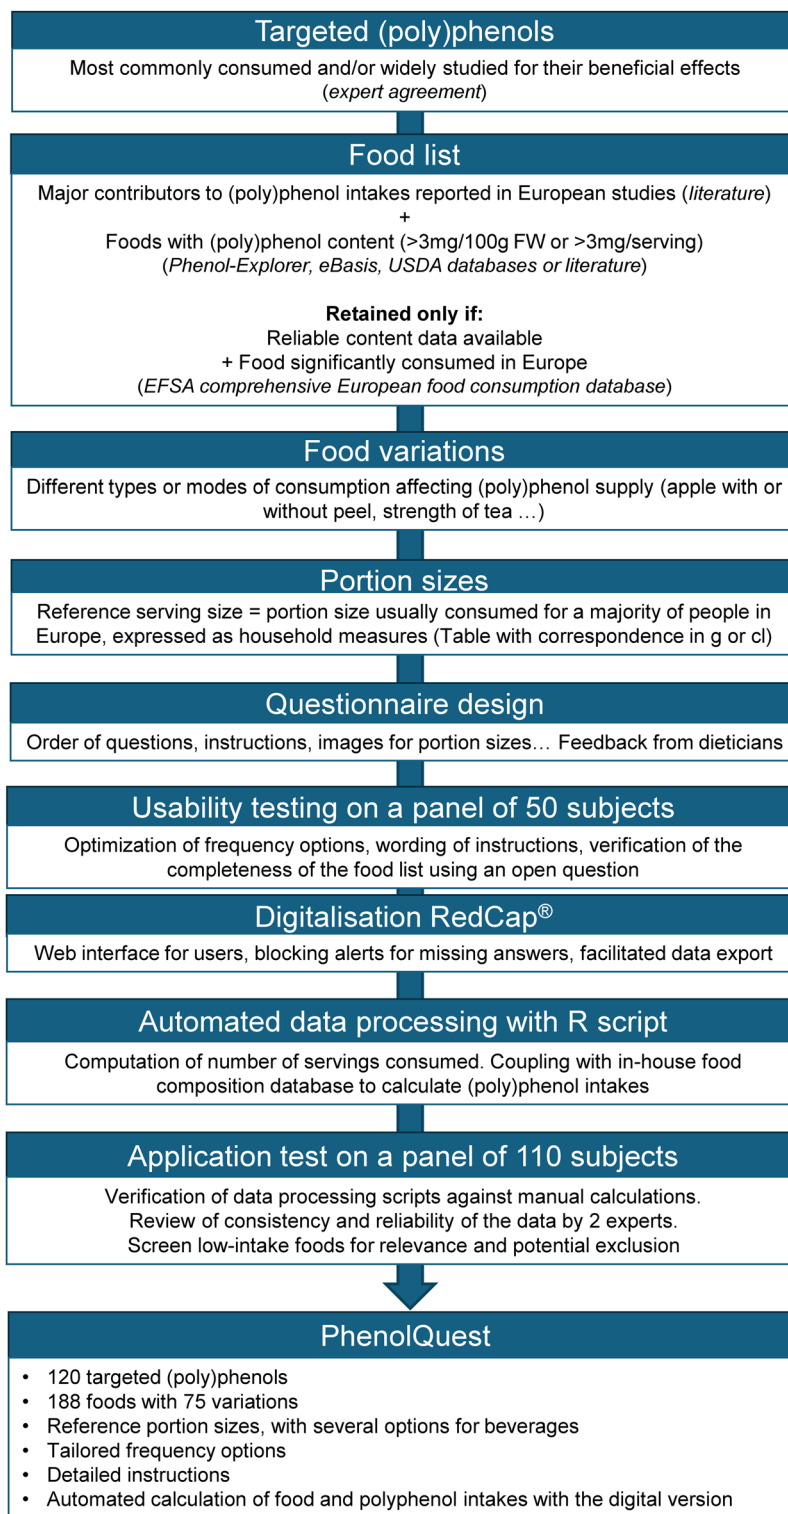 Targeted (poly)phenols
Most commonly consumed and/or widely studied for their beneficial effects
(expert agreement)
Food list
Major contributors to (poly)phenol intakes reported in European studies (literature)
+
Foods with (poly)phenol content (>3mg/100g FW or >3mg/serving)
(Phenol-Explorer, eBasis, USDA databases or literature)
Retained only if:
Reliable content data available
+ Food significantly consumed in Europe
(EFSA comprehensive European food consumption database)
Food variations
Different types or modes of consumption affecting (poly)phenol supply (apple with or
without peel, strength of tea …)
Portion sizes
Reference serving size = portion size usually consumed for a majority of people in
Europe, expressed as household measures (Table with correspondence in g or cl)
Questionnaire design
Order of questions, instructions, images for portion sizes… Feedback from dieticians
Usability testing on a panel of 50 subjects
Optimization of frequency options, wording of instructions, verification of the
completeness of the food list using an open question
Digitalisation RedCap®
Web interface for users, blocking alerts for missing answers, facilitated data export
Automated data processing with R script
Computation of number of servings consumed. Coupling with in-house food
composition database to calculate (poly)phenol intakes
Application test on a panel of 110 subjects
Verification of data processing scripts against manual calculations.
Review of consistency and reliability of the data by 2 experts.
Screen low-intake foods for relevance and potential exclusion
PhenolQuest
• 120 targeted (poly)phenols
• 188 foods with 75 variations
• Reference portion sizes, with several options for beverages
• Tailored frequency options
• Detailed instructions
• Automated calculation of food and polyphenol intakes with the digital version